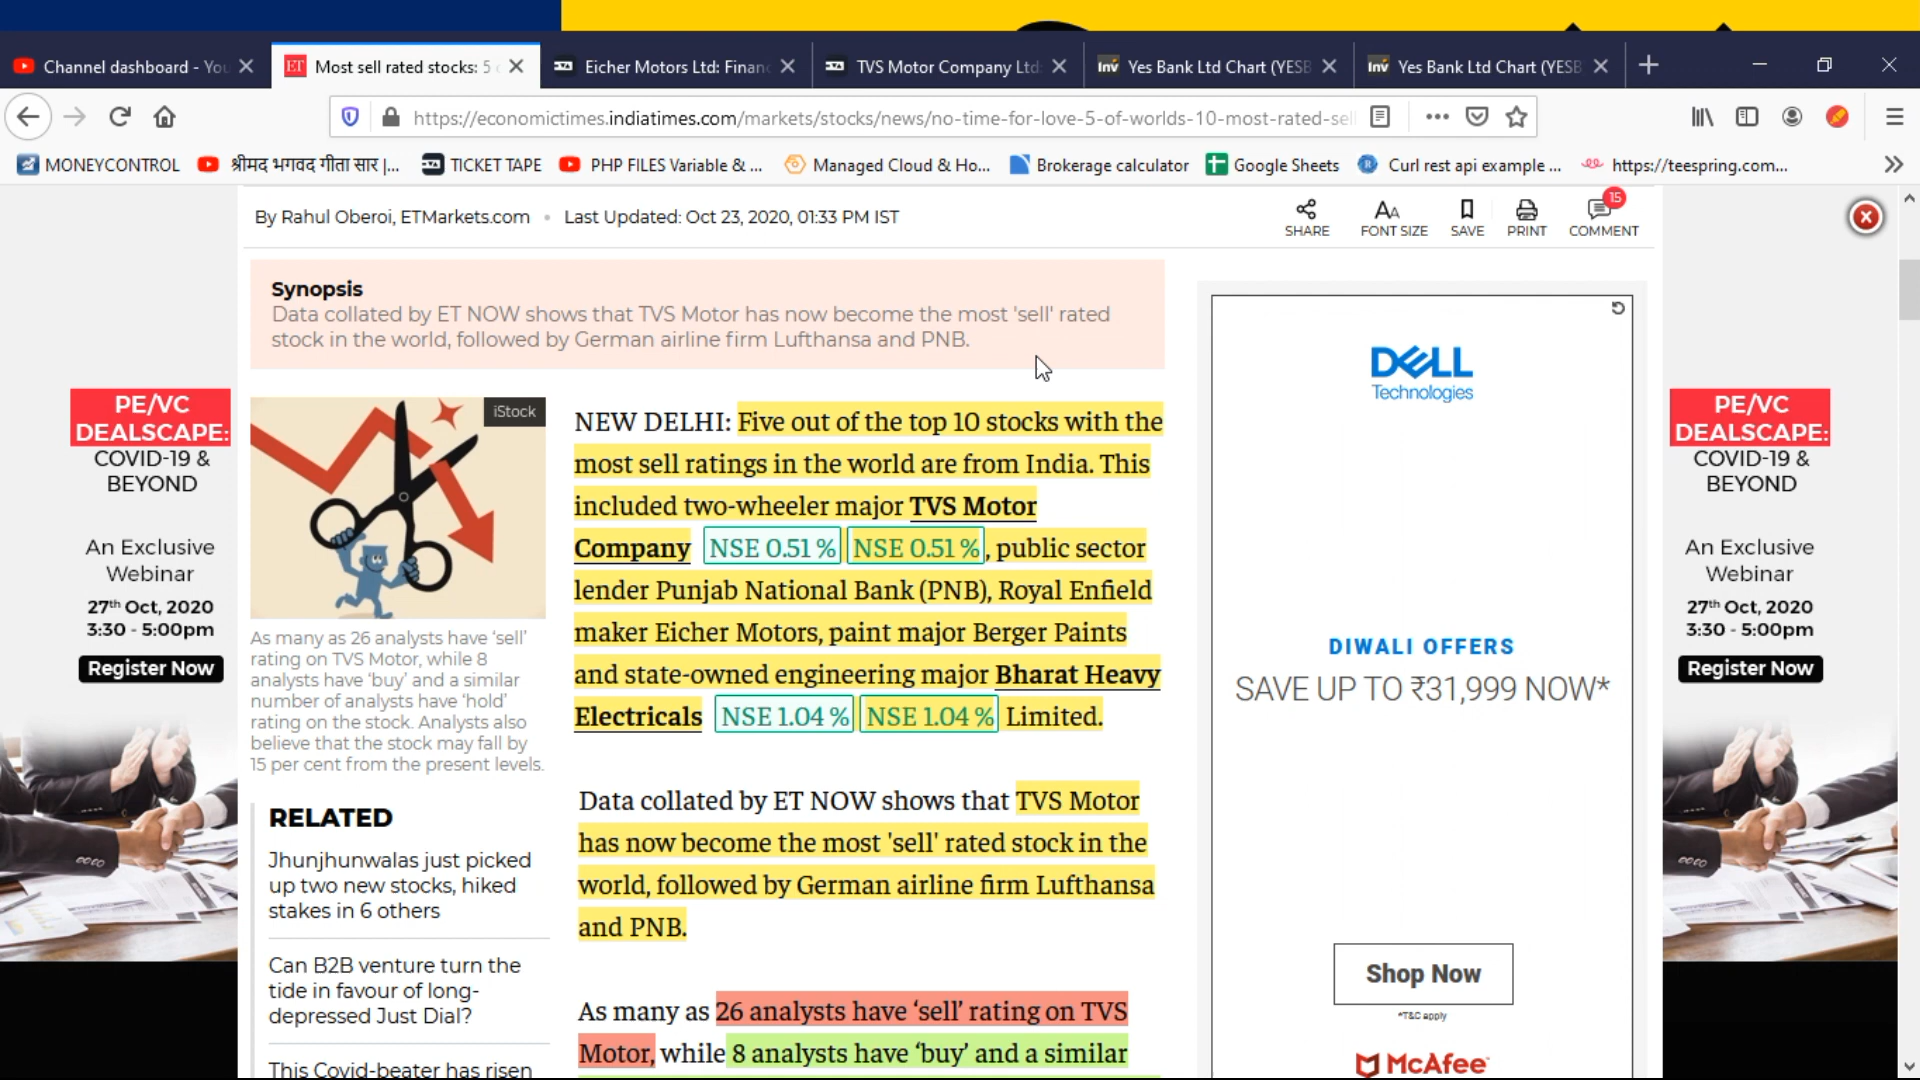 Channel dashboard - You
Most sell rated stocks: 5 o
Eicher Motors Ltd: Financ
TVS Motor Company Ltd:
Yes Bank Ltd Chart (YESB
Yes Bank Ltd Chart (YESB
https://economictimes.indiatimes.com/markets/stocks/news/no-time-for-love-5-of-worlds-10-most-rated-sel
MONEYCONTROL
श्रीमद भगवद गीता सार |...
TICKET TAPE
PHP FILES Variable & ...
Managed Cloud & Ho...
Brokerage calculator
Google Sheets
Curl rest api example ...
https://teespring.com...
By Rahul Oberoi, ETMarkets.com • Last Updated: Oct 23, 2020, 01:33 PM IST
SHARE
FONT SIZE
SAVE
PRINT
15
COMMENT
Synopsis
Data collated by ET NOW shows that TVS Motor has now become the most 'sell' rated
stock in the world, followed by German airline firm Lufthansa and PNB.
iStock
As many as 26 analysts have ‘sell’
rating on TVS Motor, while 8
analysts have ‘buy’ and a similar
number of analysts have ‘hold’
rating on the stock. Analysts also
believe that the stock may fall by
15 per cent from the present levels.
RELATED
Jhunjhunwalas just picked
up two new stocks, hiked
stakes in 6 others
Can B2B venture turn the
tide in favour of long-
depressed Just Dial?
This Covid-beater has risen
NEW DELHI: Five out of the top 10 stocks with the
most sell ratings in the world are from India. This
included two-wheeler major TVS Motor
Company NSE 0.51 % NSE 0.51 % , public sector
lender Punjab National Bank (PNB), Royal Enfield
maker Eicher Motors, paint major Berger Paints
and state-owned engineering major Bharat Heavy
Electricals NSE 1.04 % NSE 1.04 % Limited.
Data collated by ET NOW shows that TVS Motor
has now become the most 'sell' rated stock in the
world, followed by German airline firm Lufthansa
and PNB.
As many as 26 analysts have ‘sell’ rating on TVS
Motor, while 8 analysts have ‘buy’ and a similar
DELL
Technologies
DIWALI OFFERS
SAVE UP TO ₹31,999 NOW*
Shop Now
*T&C apply
McAfee
PE/VC
DEALSCAPE:
COVID-19 &
BEYOND
An Exclusive
Webinar
27th Oct, 2020
3:30 - 5:00pm
Register Now
PE/VC
DEALSCAPE:
COVID-19 &
BEYOND
An Exclusive
Webinar
27th Oct, 2020
3:30 - 5:00pm
Register Now